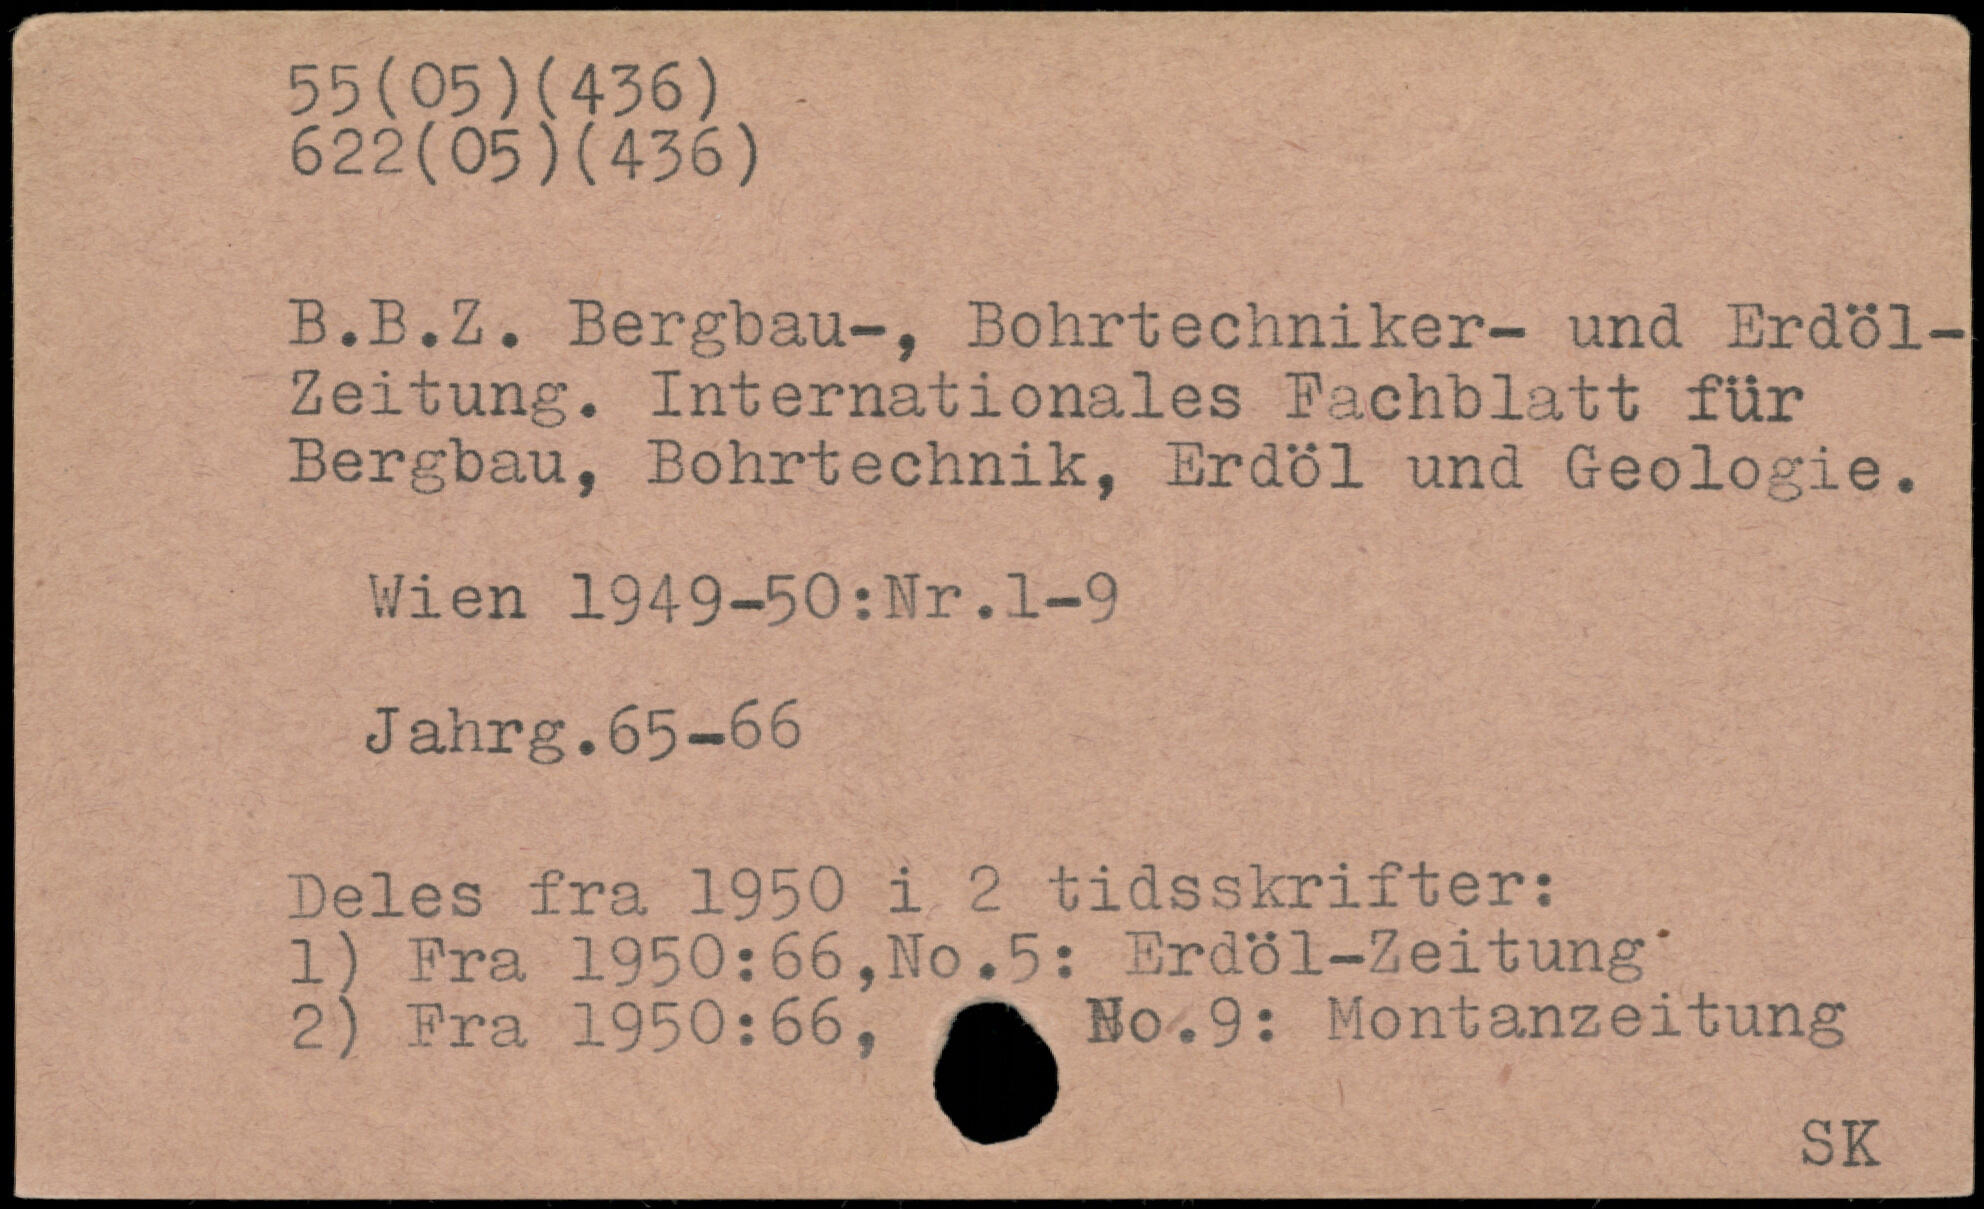 55(05)(436)
622(05)(436)
B.B.Z. Bergbau-, Bohrtechniker- und Erdöl-
Zeitung. Internationales Fachblatt für
Bergbau, Bohrtechnik, Erdöl und Geologie.
Wien 1949-50:Nr.1-9
Jahrg.65-66
Deles fra 1950 i 2 tidsskrifter:
1) Fra 1950:66,No.5: Erdöl-Zeitung
2) Fra 1950:66, No.9: Montanzeitung
SK